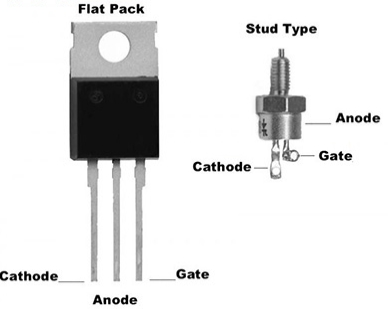 Flat Pack
Stud Type
Anode
Gate
Cathode
Cathode
Gate
Anode